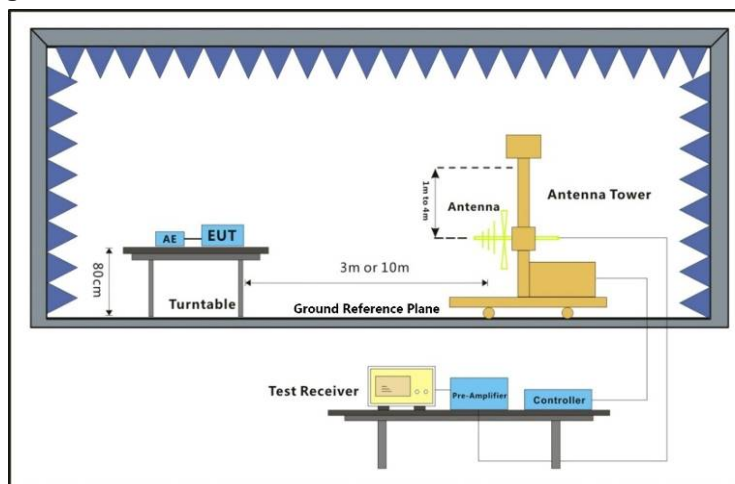 1m to 4m
Antenna Tower
Antenna
AE
EUT
3m or 10m
80cm
Turntable
Ground Reference Plane
Test Receiver
Pre-Amplifier
Controller